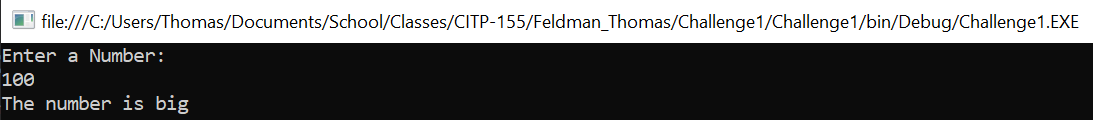 file:///C:/Users/Thomas/Documents/School/Classes/CITP-155/Feldman_Thomas/Challenge1/Challenge1/bin/Debug/Challenge1.EXE
Enter a Number:
100
The number is big